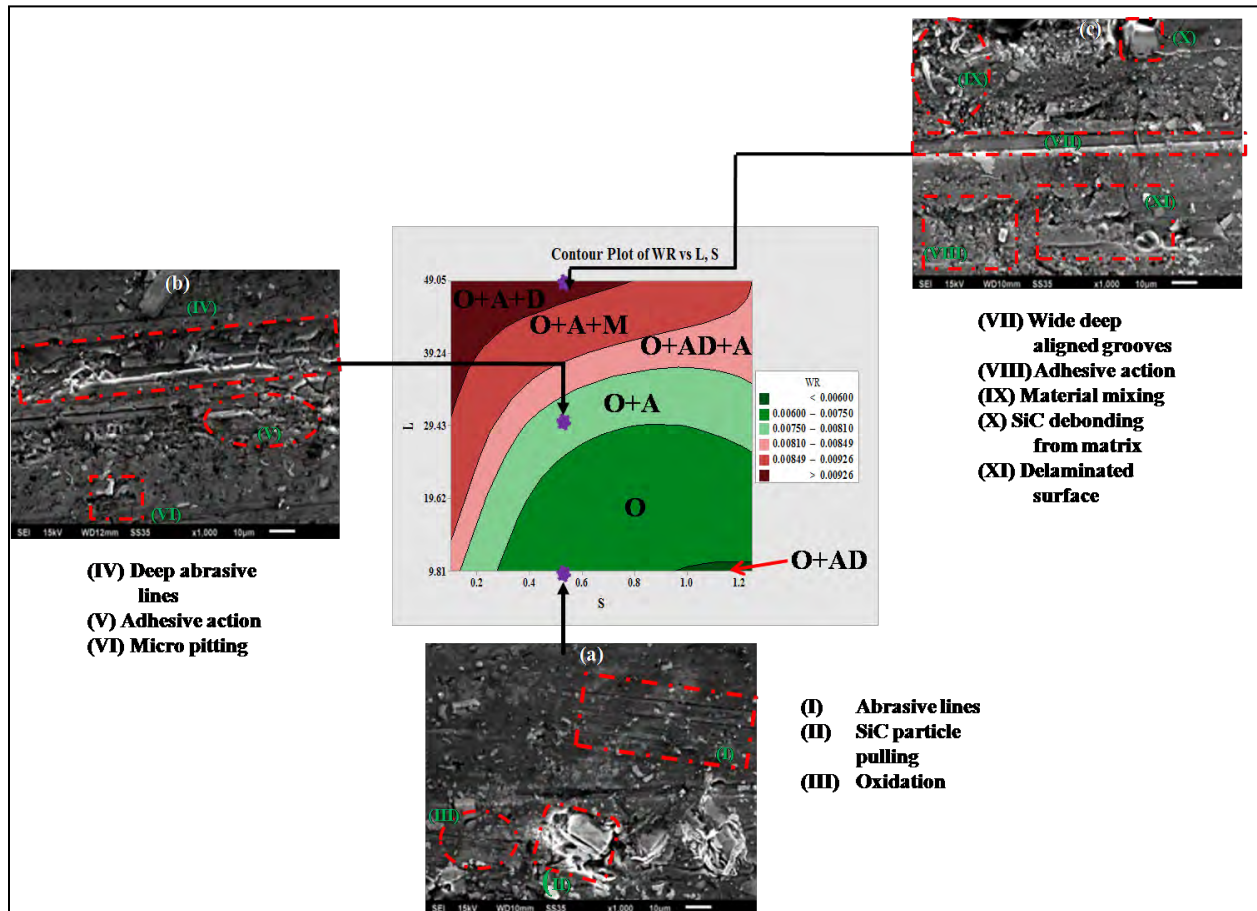 (c)
(X)
(IX)
(VII)
(XI)
(VIII)
SEI 15kV WD10mm SS35 x1,000 10μm
(VII) Wide deep
aligned grooves
(VIII) Adhesive action
(IX) Material mixing
(X) SiC debonding
from matrix
(XI) Delaminated
surface
(b)
(IV)
(V)
(VI)
SEI 15kV WD12mm SS35 x1,000 10μm
(IV) Deep abrasive
lines
(V) Adhesive action
(VI) Micro pitting
Contour Plot of WR vs L, S
49.05
39.24
29.43
19.62
9.81
L
0.2 0.4 0.6 0.8 1.0 1.2
S
O+A+D
O+A+M
O+AD+A
O+A
O
O+AD
WR
< 0.00600
0.00600 – 0.00750
0.00750 – 0.00810
0.00810 – 0.00849
0.00849 – 0.00926
> 0.00926
(a)
(I)
(III)
(II)
SEI 15kV WD10mm SS35 x1,000 10μm
(I) Abrasive lines
(II) SiC particle
pulling
(III) Oxidation